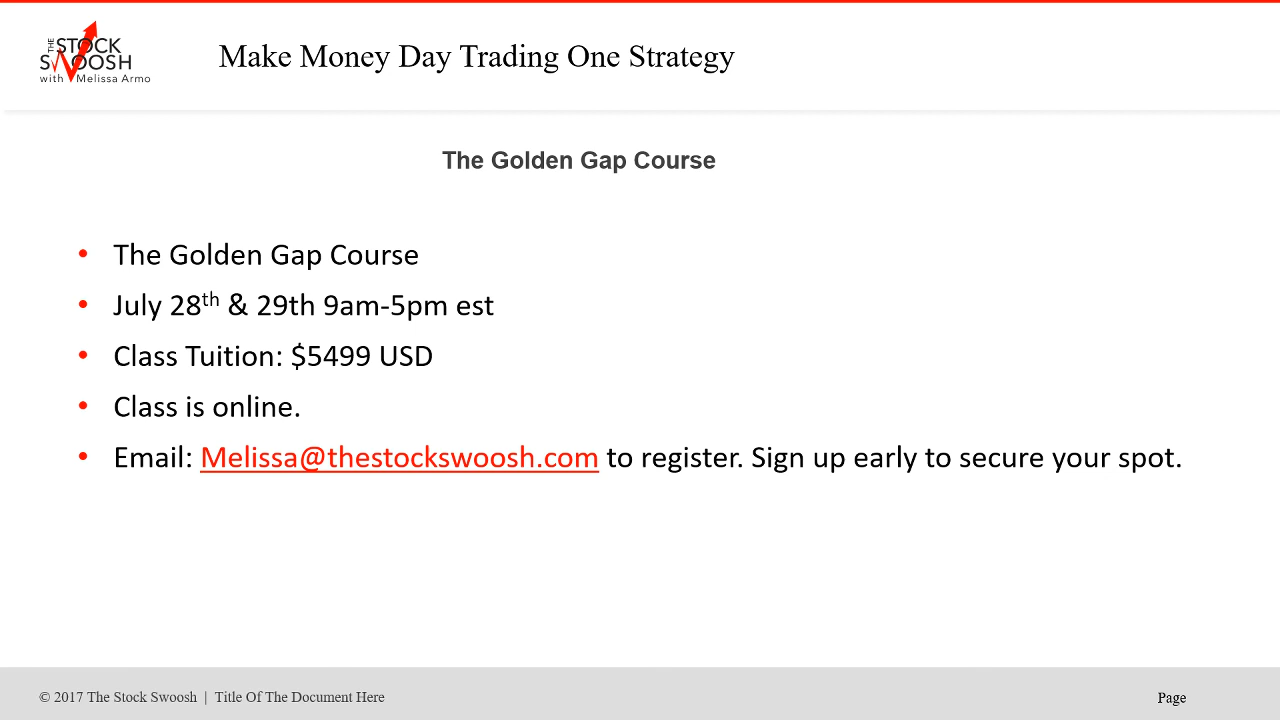 THE STOCK
SWOOSH
with Melissa Armo
Make Money Day Trading One Strategy
The Golden Gap Course
• The Golden Gap Course
• July 28th & 29th 9am-5pm est
• Class Tuition: $5499 USD
• Class is online.
• Email: Melissa@thestockswoosh.com to register. Sign up early to secure your spot.
© 2017 The Stock Swoosh | Title Of The Document Here
Page